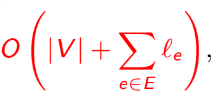 O ( |V| + ∑_{e∈E} ℓ_e ),